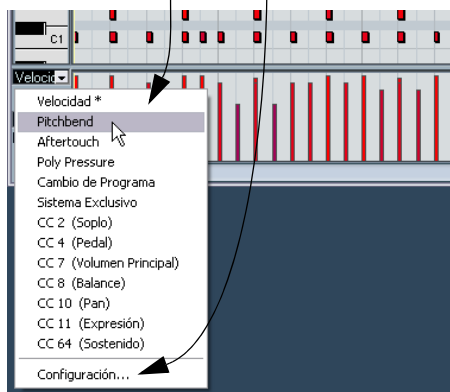 C1
Velocid
Velocidad *
Pitchbend
Aftertouch
Poly Pressure
Cambio de Programa
Sistema Exclusivo
CC 2 (Soplo)
CC 4 (Pedal)
CC 7 (Volumen Principal)
CC 8 (Balance)
CC 10 (Pan)
CC 11 (Expresión)
CC 64 (Sostenido)
Configuración...